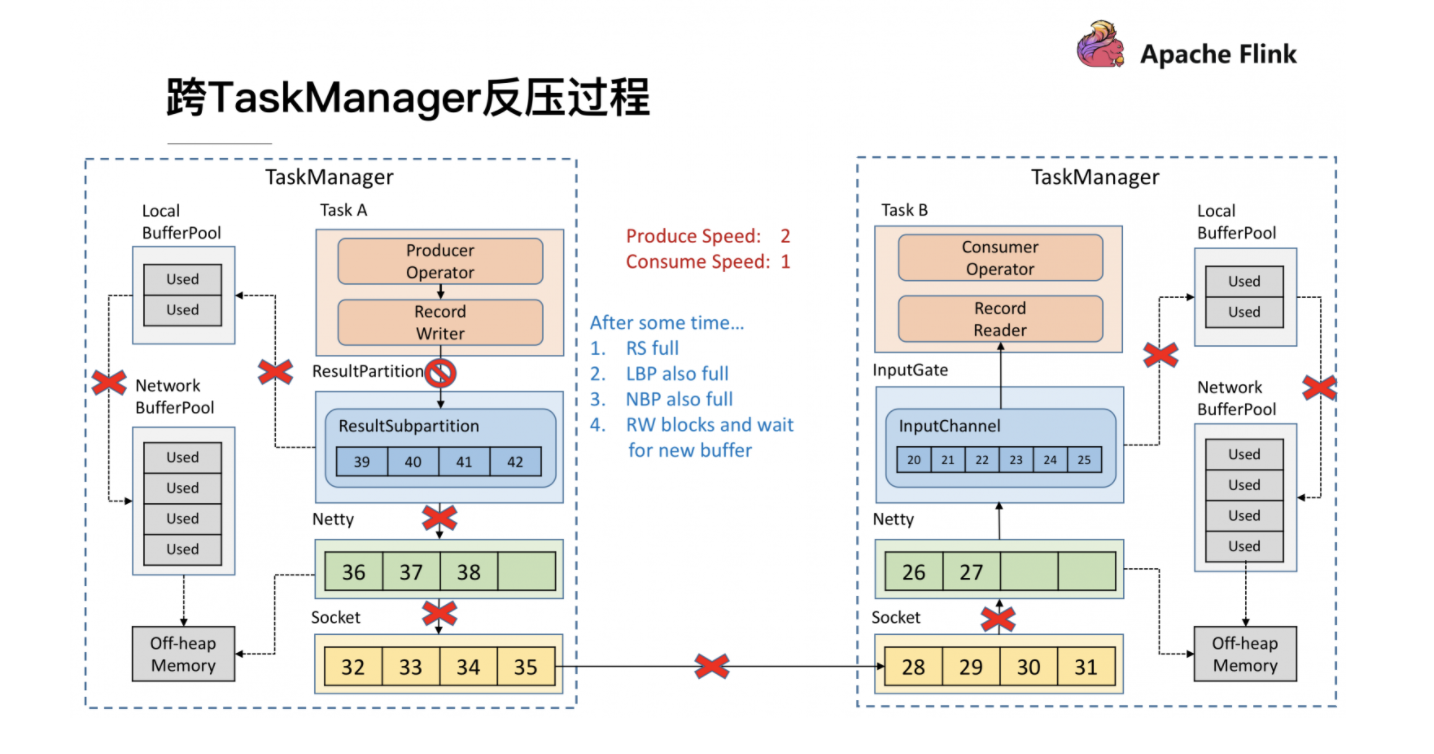 Apache Flink
跨TaskManager反压过程
TaskManager
Local
BufferPool
Used
Used
Network
BufferPool
Used
Used
Used
Used
Off-heap
Memory
Task A
Producer
Operator
Record
Writer
ResultPartition
ResultSubpartition
39 40 41 42
Netty
36 37 38
Socket
32 33 34 35
Produce Speed: 2
Consume Speed: 1
After some time...
1. RS full
2. LBP also full
3. NBP also full
4. RW blocks and wait
for new buffer
TaskManager
Task B
Consumer
Operator
Record
Reader
InputGate
InputChannel
20 21 22 23 24 25
Netty
26 27
Socket
28 29 30 31
Local
BufferPool
Used
Used
Network
BufferPool
Used
Used
Used
Used
Off-heap
Memory